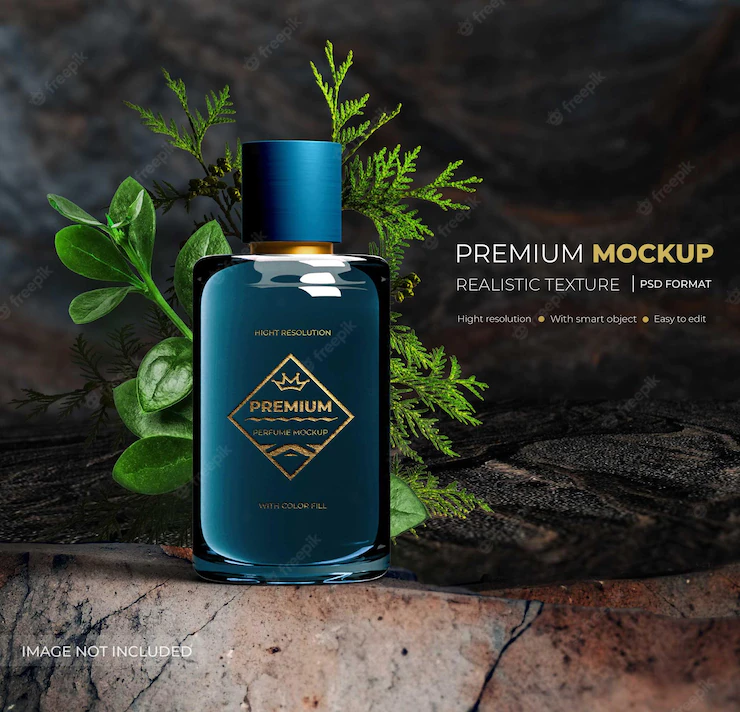 PREMIUM MOCKUP
REALISTIC TEXTURE | PSD FORMAT
Hight resolution ● With smart object ● Easy to edit
HIGHT RESOLUTION
PREMIUM
PERFUME MOCKUP
WITH COLOR FILL
IMAGE NOT INCLUDED
freepik